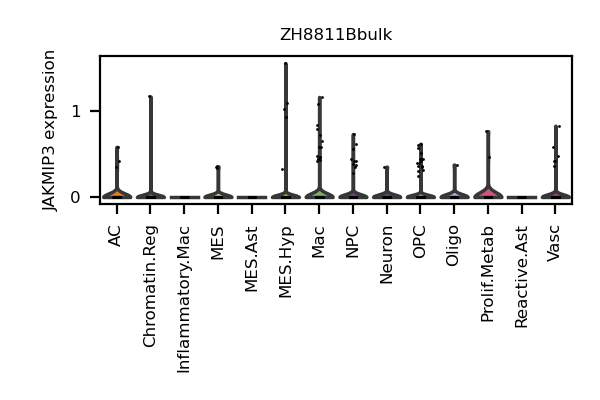 ZH8811Bbulk
JAKMIP3 expression
1
0
AC
Chromatin.Reg
Inflammatory.Mac
MES
MES.Ast
MES.Hyp
Mac
NPC
Neuron
OPC
Oligo
Prolif.Metab
Reactive.Ast
Vasc